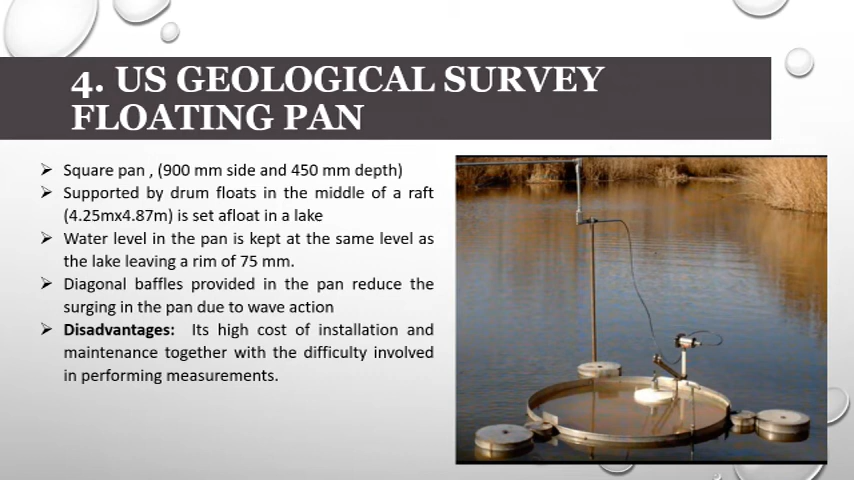 4. US GEOLOGICAL SURVEY
FLOATING PAN
➢ Square pan , (900 mm side and 450 mm depth)
➢ Supported by drum floats in the middle of a raft
(4.25mx4.87m) is set afloat in a lake
➢ Water level in the pan is kept at the same level as
the lake leaving a rim of 75 mm.
➢ Diagonal baffles provided in the pan reduce the
surging in the pan due to wave action
➢ Disadvantages: Its high cost of installation and
maintenance together with the difficulty involved
in performing measurements.